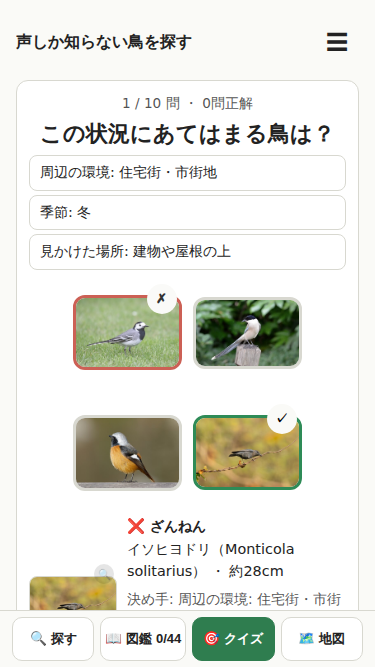 声しか知らない鳥を探す
1 / 10 問 ・ 0問正解
この状況にあてはまる鳥は？
周辺の環境: 住宅街・市街地
季節: 冬
見かけた場所: 建物や屋根の上
✗
✓
❌ ざんねん
イソヒヨドリ（Monticola
solitarius） ・ 約28cm
決め手: 周辺の環境: 住宅街・市街
🔍 探す
📖 図鑑 0/44
🎯 クイズ
🗺️ 地図